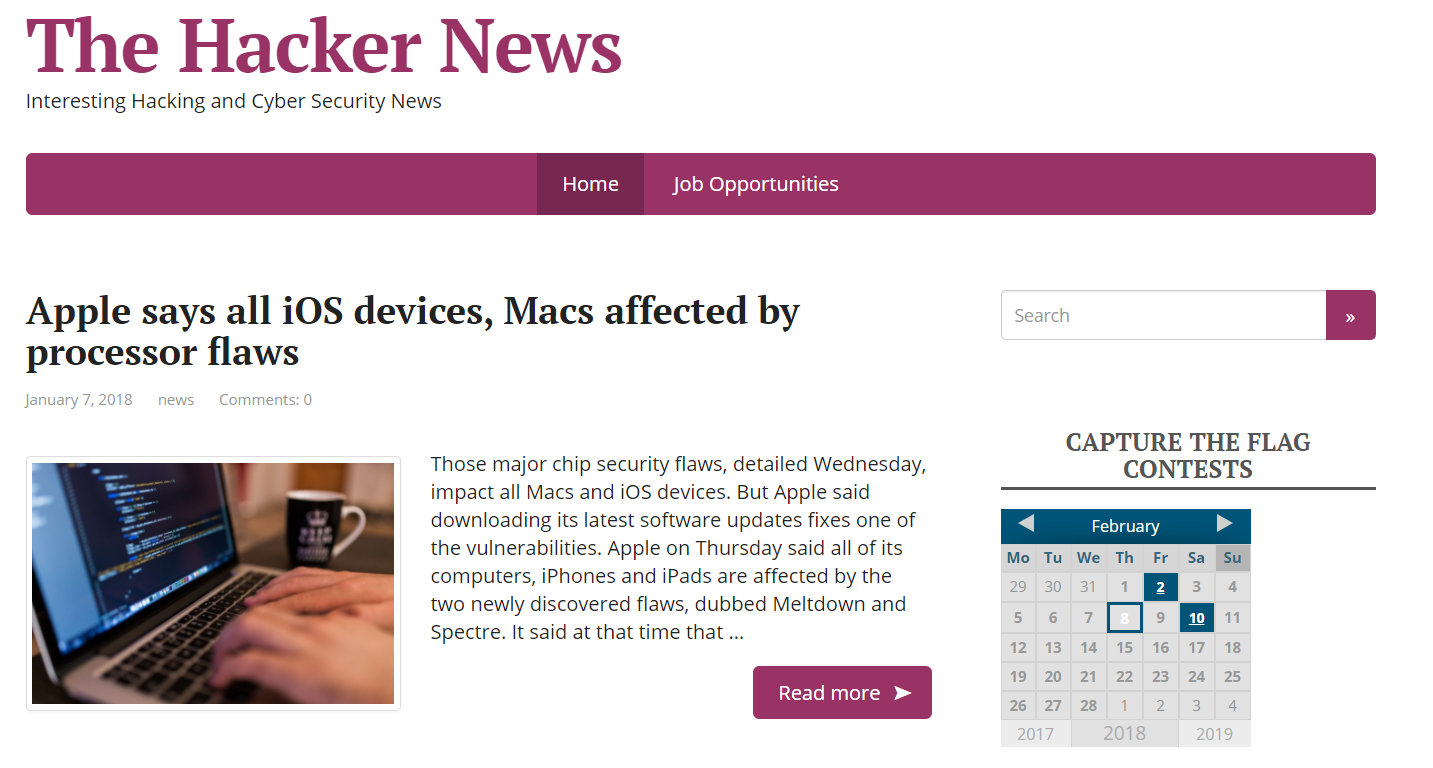 The Hacker News
Interesting Hacking and Cyber Security News
Home Job Opportunities
Apple says all iOS devices, Macs affected by
processor flaws
January 7, 2018 news Comments: 0
Those major chip security flaws, detailed Wednesday,
impact all Macs and iOS devices. But Apple said
downloading its latest software updates fixes one of
the vulnerabilities. Apple on Thursday said all of its
computers, iPhones and iPads are affected by the
two newly discovered flaws, dubbed Meltdown and
Spectre. It said at that time that ...
Read more ➤
Search »
CAPTURE THE FLAG
CONTESTS
◀ February ▶
Mo Tu We Th Fr Sa Su
29 30 31 1 2 3 4
5 6 7 8 9 10 11
12 13 14 15 16 17 18
19 20 21 22 23 24 25
26 27 28 1 2 3 4
2017 2018 2019